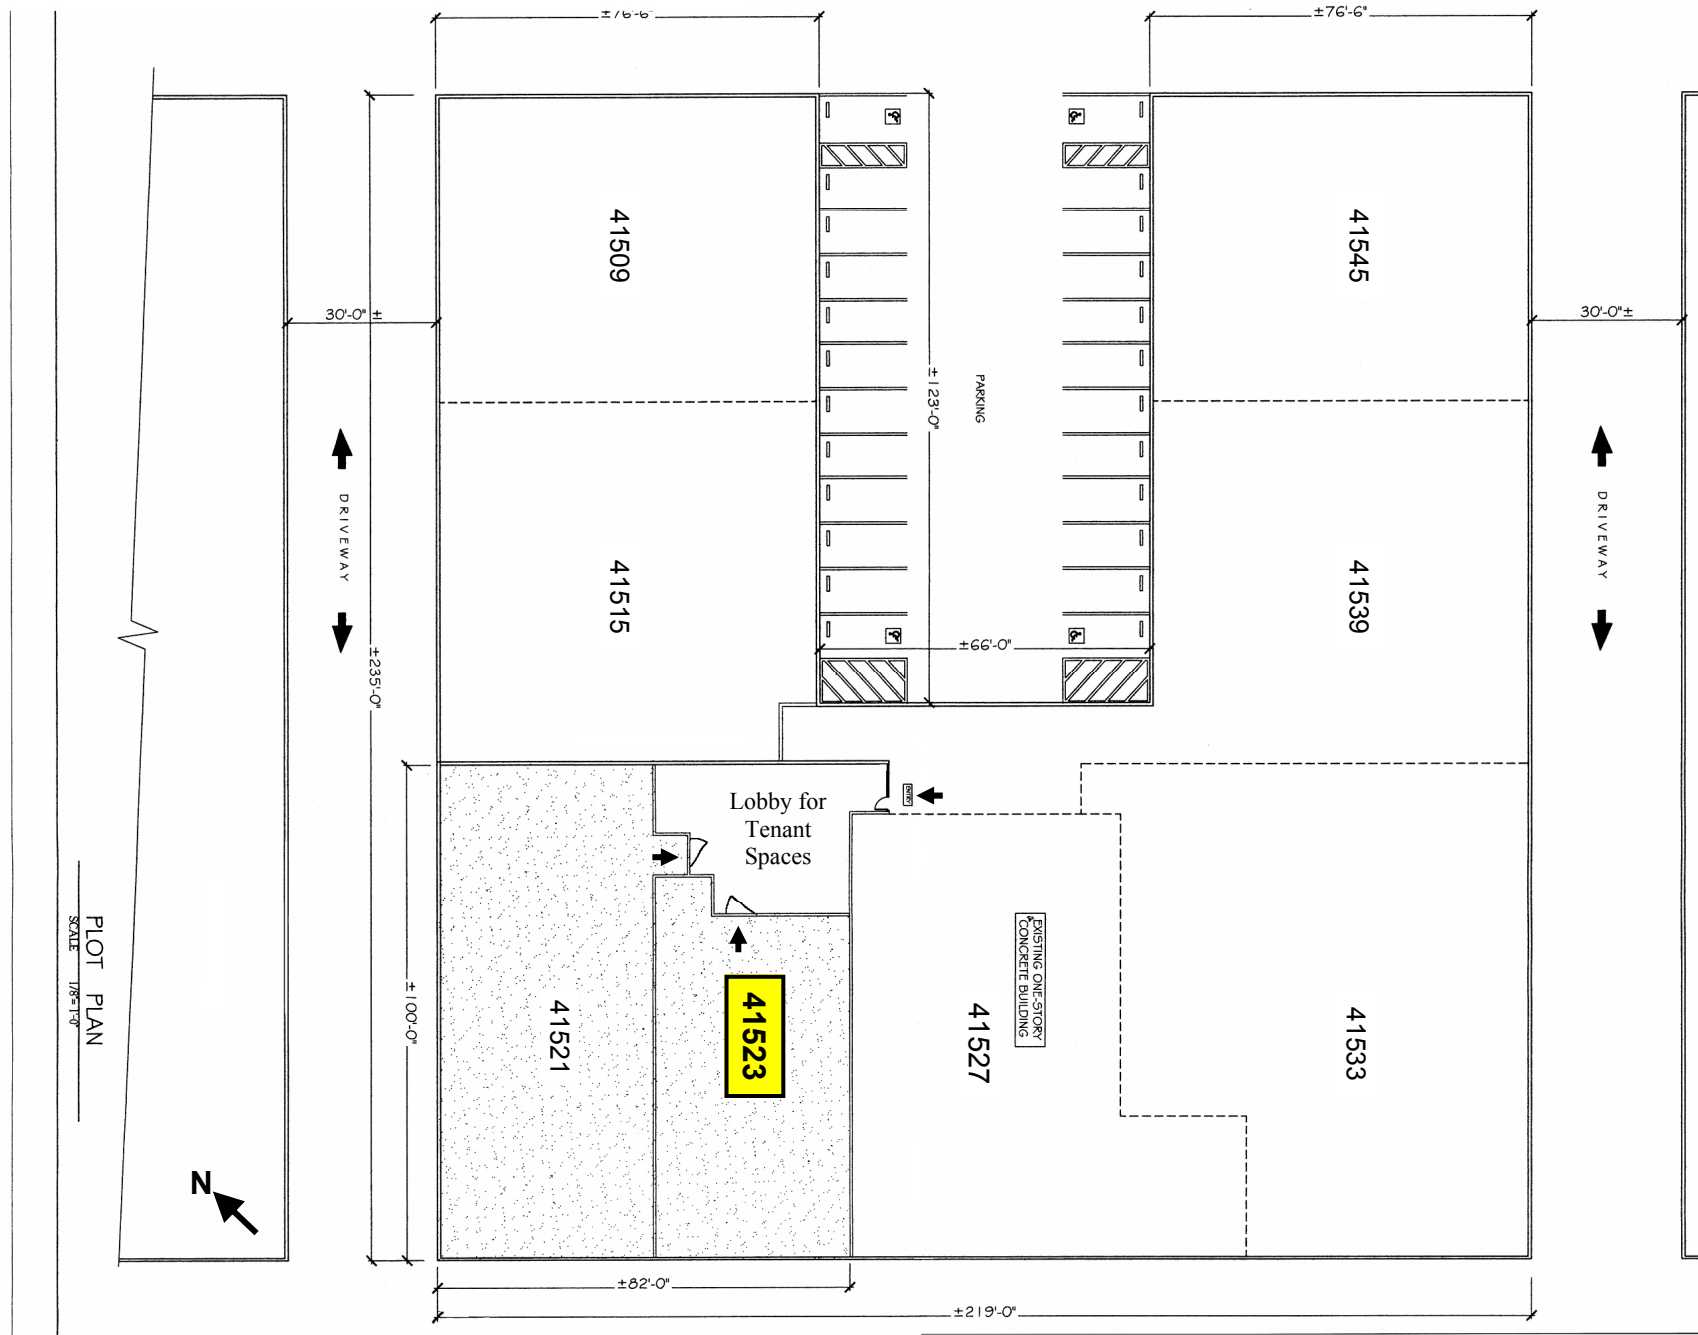 ±76'-6"
±76'-6"
41509
41545
30'-0" ±
30'-0"±
±123'-0"
PARKING
DRIVEWAY
DRIVEWAY
41515
41539
±66'-0"
±235'-0"
Lobby for
Tenant
Spaces
ENTRY
EXISTING ONE-STORY
CONCRETE BUILDING
41521
41523
41527
41533
±100'-0"
PLOT PLAN
SCALE 1/8"=1'-0"
N
±82'-0"
±219'-0"